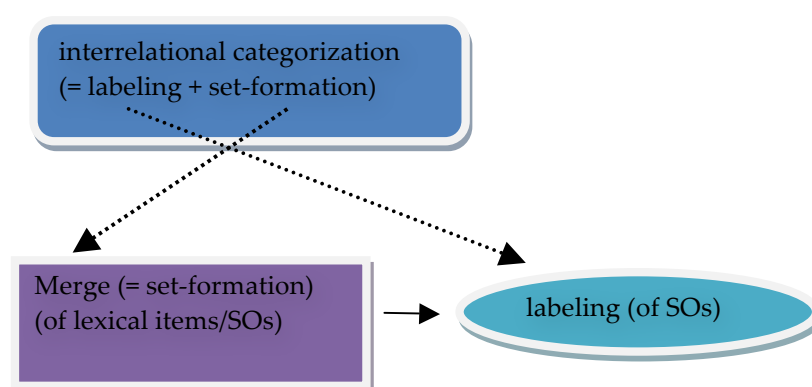 interrelational categorization
(= labeling + set-formation)
Merge (= set-formation)
(of lexical items/SOs)
labeling (of SOs)